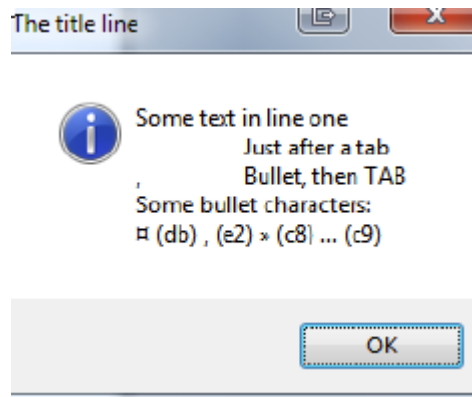 The title line
Some text in line one
Just after a tab
, Bullet, then TAB
Some bullet characters:
¤ (db) , (e2) » (c8) ... (c9)
OK